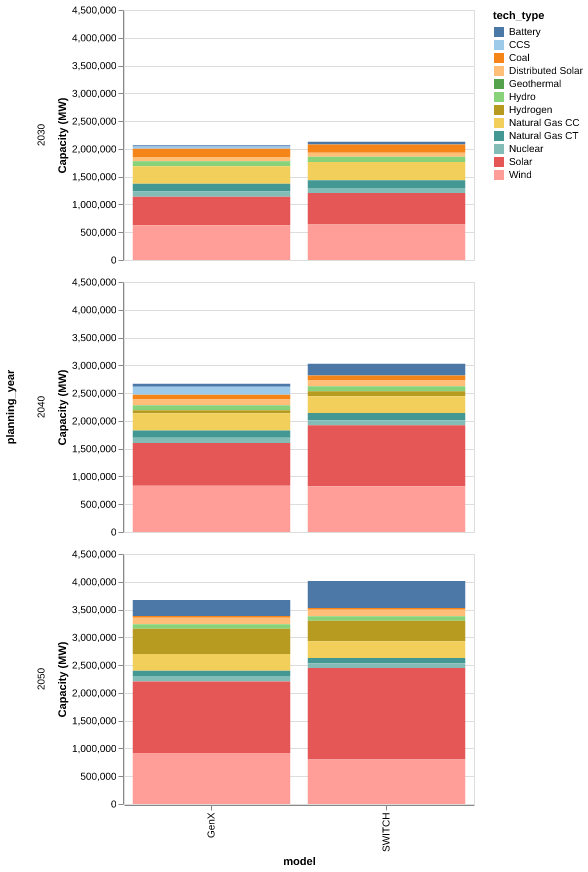 tech_type
Battery
CCS
Coal
Distributed Solar
Geothermal
Hydro
Hydrogen
Natural Gas CC
Natural Gas CT
Nuclear
Solar
Wind
planning_year
2030
Capacity (MW)
4,500,000
4,000,000
3,500,000
3,000,000
2,500,000
2,000,000
1,500,000
1,000,000
500,000
0
2040
Capacity (MW)
4,500,000
4,000,000
3,500,000
3,000,000
2,500,000
2,000,000
1,500,000
1,000,000
500,000
0
2050
Capacity (MW)
4,500,000
4,000,000
3,500,000
3,000,000
2,500,000
2,000,000
1,500,000
1,000,000
500,000
0
GenX
SWITCH
model